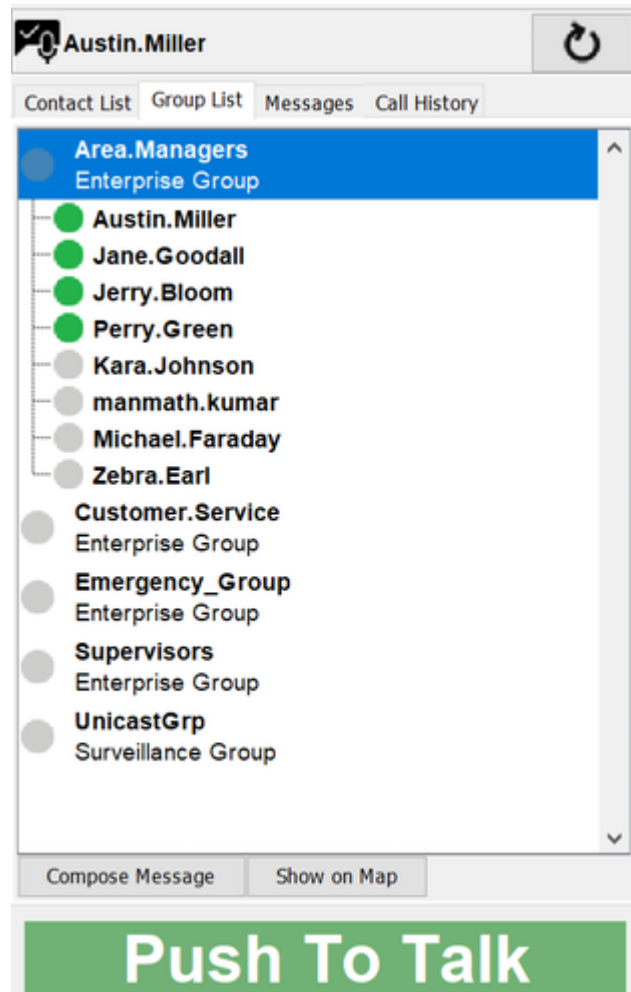 Austin.Miller
Contact List Group List Messages Call History
Area.Managers
Enterprise Group
Austin.Miller
Jane.Goodall
Jerry.Bloom
Perry.Green
Kara.Johnson
manmath.kumar
Michael.Faraday
Zebra.Earl
Customer.Service
Enterprise Group
Emergency_Group
Enterprise Group
Supervisors
Enterprise Group
UnicastGrp
Surveillance Group
Compose Message Show on Map
Push To Talk